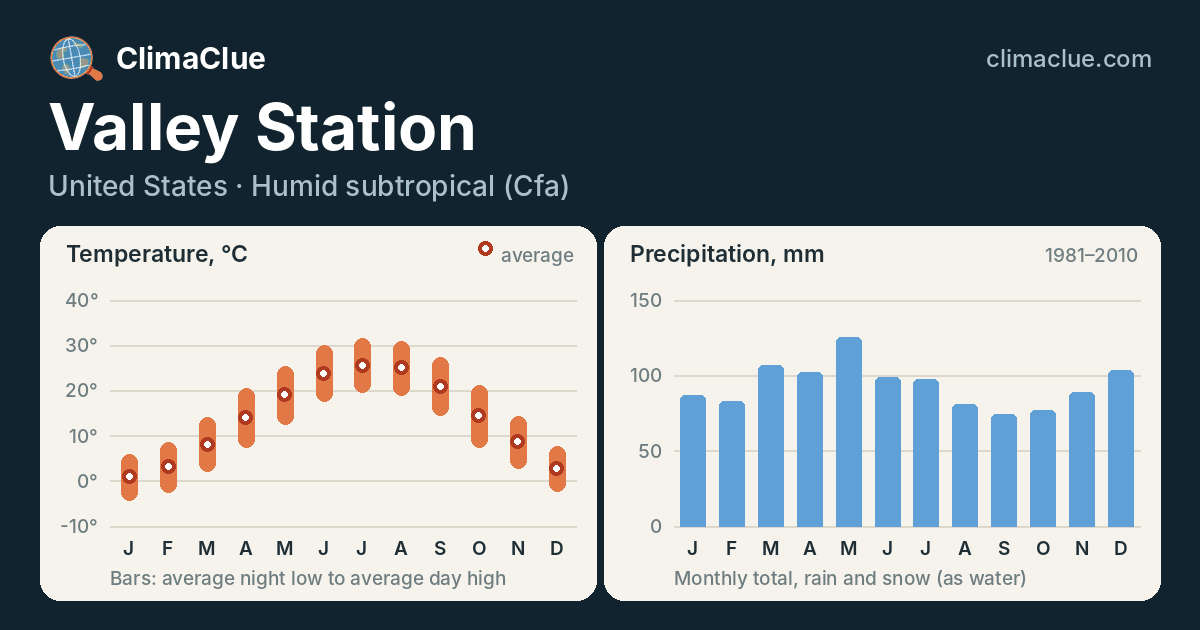 ClimaClue
climaclue.com
Valley Station
United States · Humid subtropical (Cfa)
Temperature, °C
average
40°
30°
20°
10°
0°
-10°
J F M A M J J A S O N D
Bars: average night low to average day high
Precipitation, mm
1981–2010
150
100
50
0
J F M A M J J A S O N D
Monthly total, rain and snow (as water)